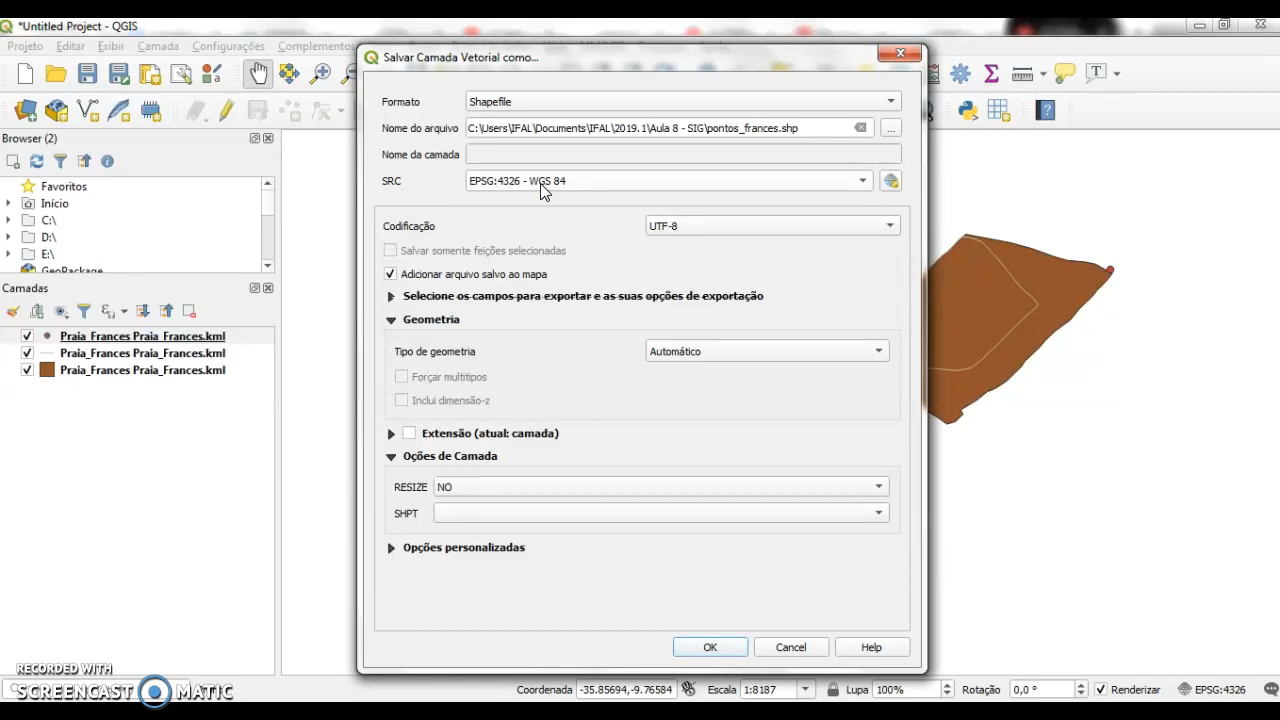 *Untitled Project - QGIS
Projeto Editar Exibir Camada Configurações Complementos
Salvar Camada Vetorial como...
Formato Shapefile
Nome do arquivo C:\Users\IFAL\Documents\IFAL\2019.1\Aula 8 - SIG\pontos_frances.shp ...
Nome da camada
SRC EPSG:4326 - WGS 84
Browser (2)
Favoritos
Início
C:\
D:\
E:\
GeoPackage
Codificação UTF-8
Salvar somente feições selecionadas
Adicionar arquivo salvo ao mapa
Selecione os campos para exportar e as suas opções de exportação
Geometria
Tipo de geometria Automático
Forçar multitipos
Inclui dimensão-z
Extensão (atual: camada)
Oções de Camada
RESIZE NO
SHPT
Opções personalizadas
OK Cancel Help
Camadas
Praia_Frances Praia_Frances.kml
Praia_Frances Praia_Frances.kml
Praia_Frances Praia_Frances.kml
RECORDED WITH
SCREENCAST MATIC
Coordenada -35.85694,-9.76584 Escala 1:8187 Lupa 100% Rotação 0,0 ° Renderizar EPSG:4326